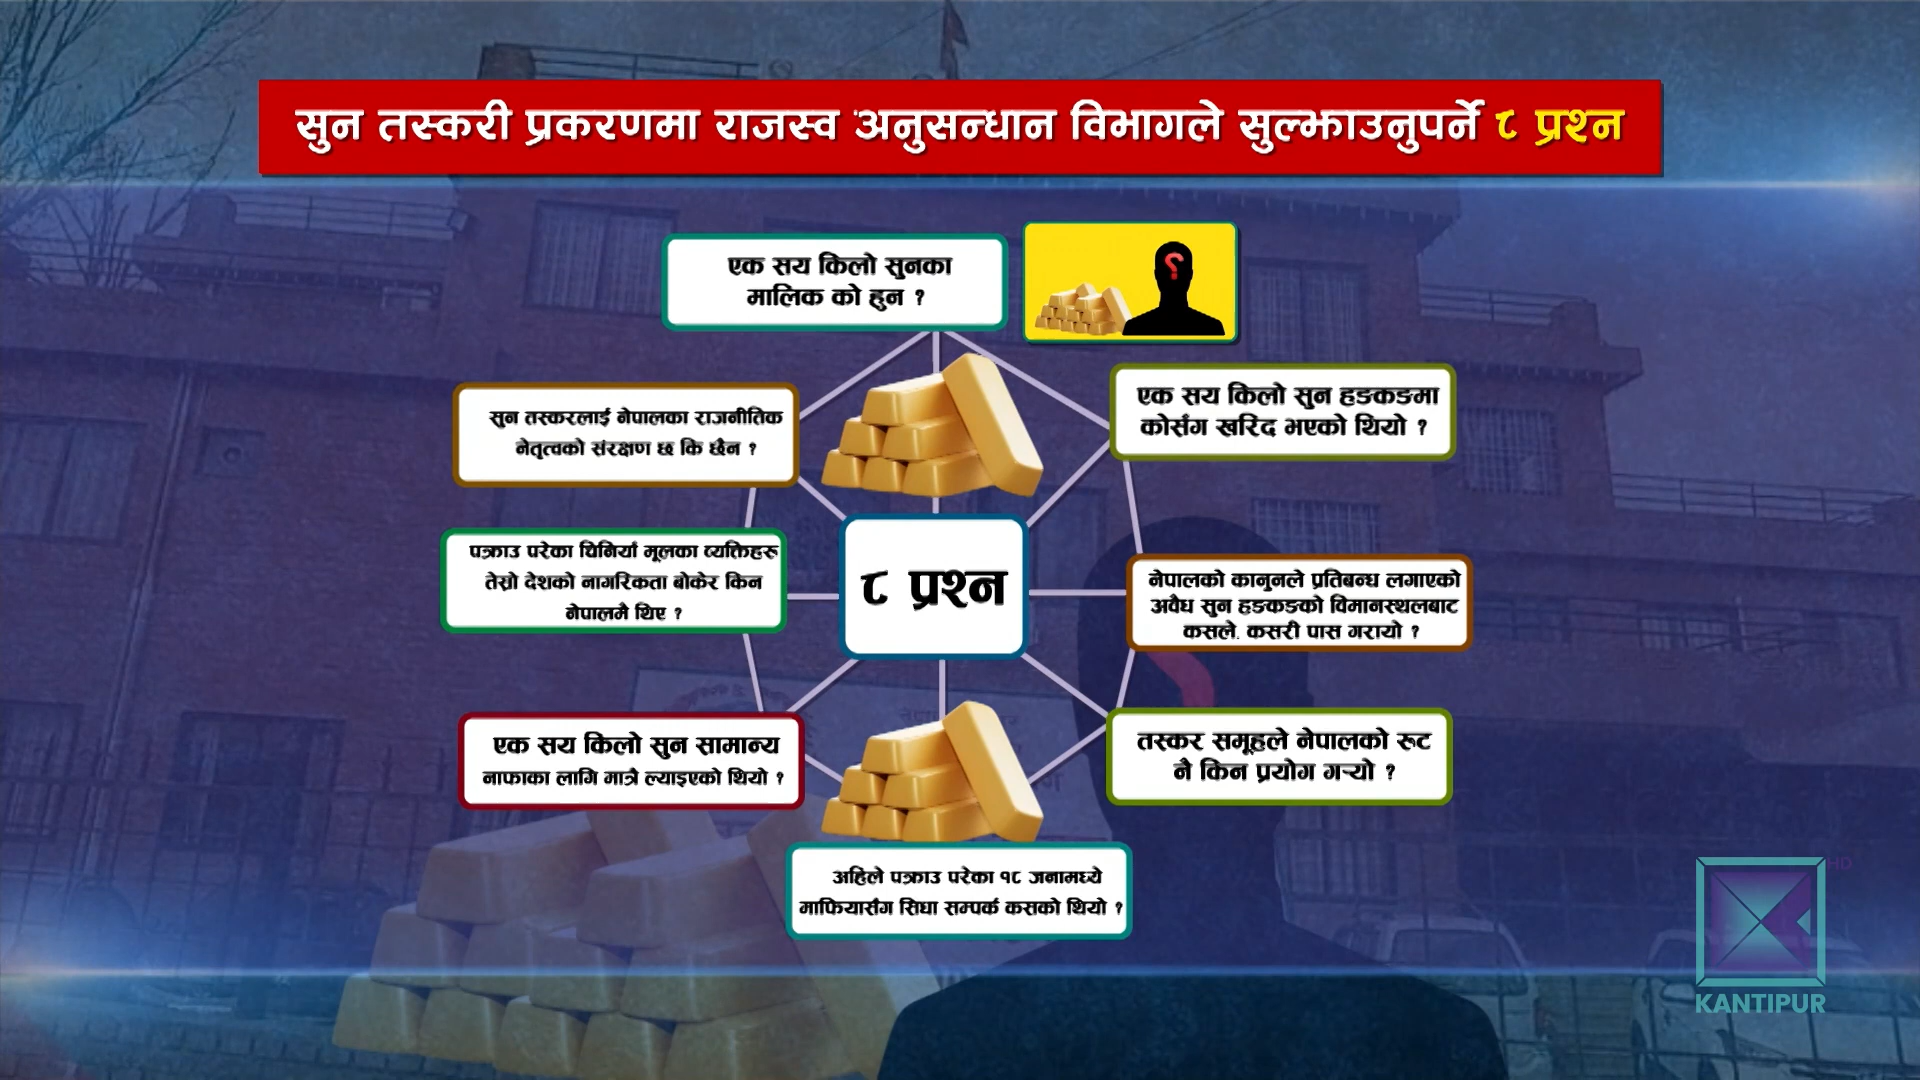 सुन तस्करी प्रकरणमा राजस्व अनुसन्धान विभागले सुल्झाउनुपर्ने ८ प्रश्न
एक सय किलो सुनका
मालिक को हुन ?
?
एक सय किलो सुन हङकङमा
कोसँग खरिद भएको थियो ?
नेपालको कानुनले प्रतिबन्ध लगाएको
अवैध सुन हङकङको विमानस्थलबाट
कसले, कसरी पास गरायो ?
तस्कर समूहले नेपालको रुट
नै किन प्रयोग गर्‍यो ?
अहिले पक्राउ परेका १८ जनामध्ये
माफियासँग सिधा सम्पर्क कसको थियो ?
एक सय किलो सुन सामान्य
नाफाका लागि मात्रै ल्याइएको थियो ?
पक्राउ परेका चिनियाँ मूलका व्यक्तिहरू
तेस्रो देशको नागरिकता बोकेर किन
नेपालमै थिए ?
सुन तस्करलाई नेपालका राजनीतिक
नेतृत्वको संरक्षण छ कि छैन ?
८ प्रश्न
HD
KANTIPUR